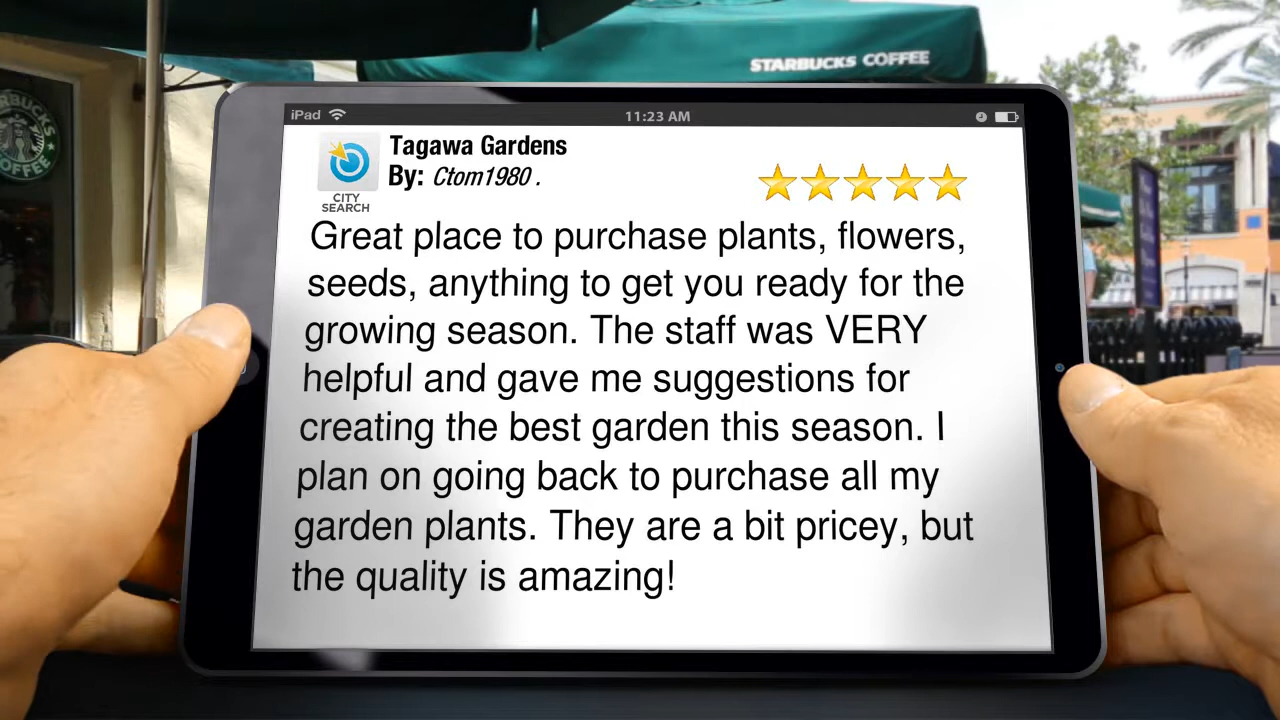 STARBUCKS COFFEE
iPad
11:23 AM
Tagawa Gardens
By: Ctom1980 .
CITY
SEARCH
Great place to purchase plants, flowers,
seeds, anything to get you ready for the
growing season. The staff was VERY
helpful and gave me suggestions for
creating the best garden this season. I
plan on going back to purchase all my
garden plants. They are a bit pricey, but
the quality is amazing!